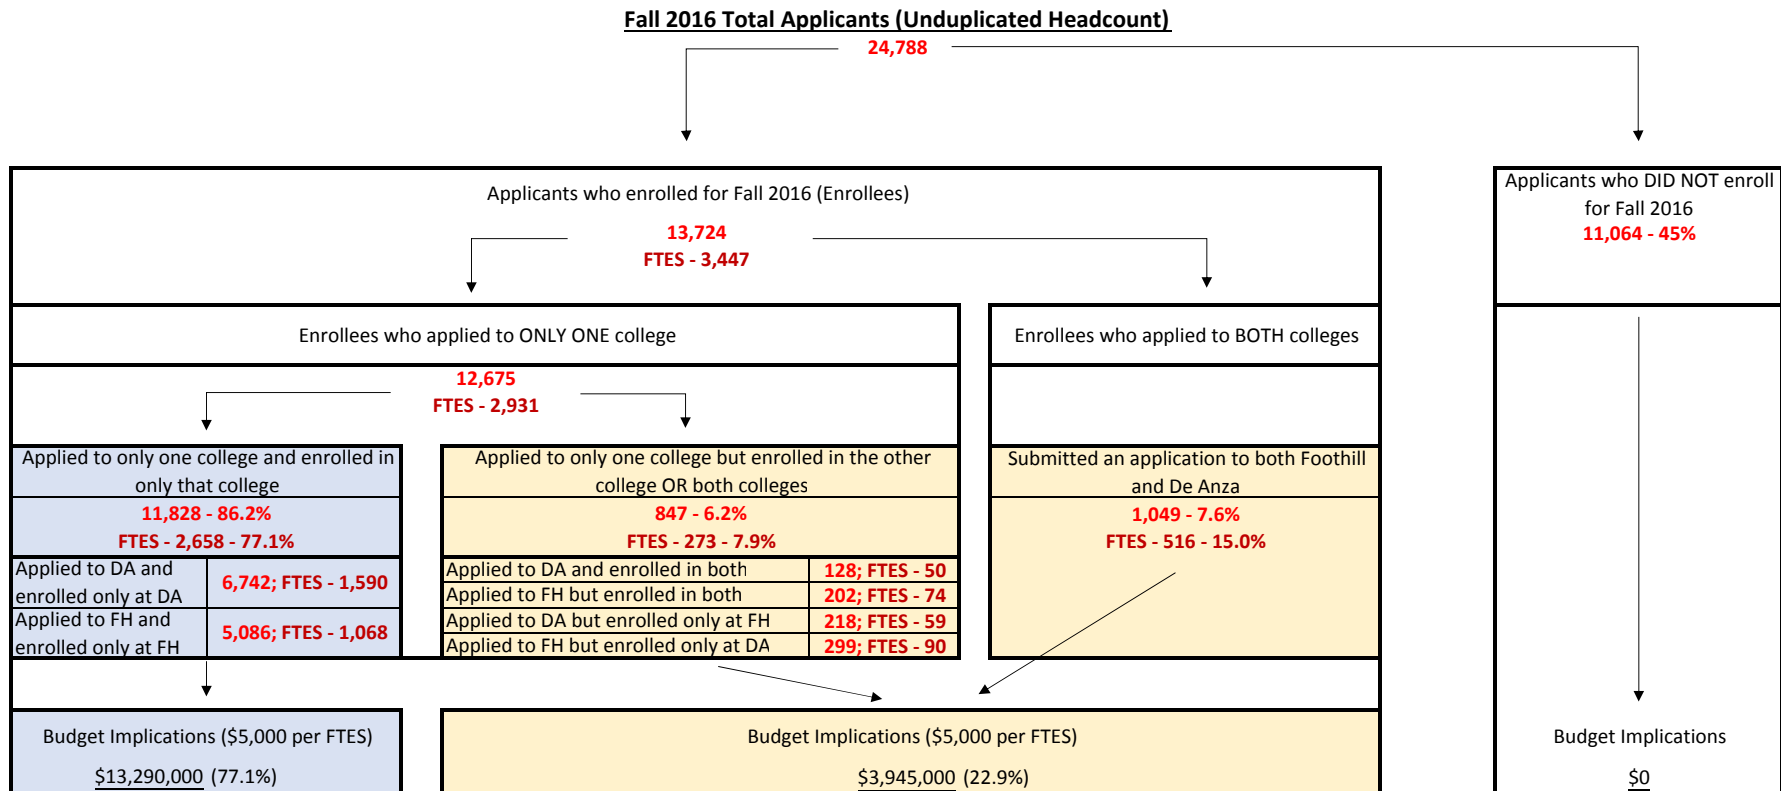 Fall 2016 Total Applicants (Unduplicated Headcount)
24,788
Applicants who enrolled for Fall 2016 (Enrollees)
13,724
FTES - 3,447
Applicants who DID NOT enroll
for Fall 2016
11,064 - 45%
Enrollees who applied to ONLY ONE college
Enrollees who applied to BOTH colleges
12,675
FTES - 2,931
Applied to only one college and enrolled in
only that college
11,828 - 86.2%
FTES - 2,658 - 77.1%
Applied to DA and
enrolled only at DA
6,742; FTES - 1,590
Applied to FH and
enrolled only at FH
5,086; FTES - 1,068
Applied to only one college but enrolled in the other
college OR both colleges
847 - 6.2%
FTES - 273 - 7.9%
Applied to DA and enrolled in both
128; FTES - 50
Applied to FH but enrolled in both
202; FTES - 74
Applied to DA but enrolled only at FH
218; FTES - 59
Applied to FH but enrolled only at DA
299; FTES - 90
Submitted an application to both Foothill
and De Anza
1,049 - 7.6%
FTES - 516 - 15.0%
Budget Implications ($5,000 per FTES)
$13,290,000 (77.1%)
Budget Implications ($5,000 per FTES)
$3,945,000 (22.9%)
Budget Implications
$0